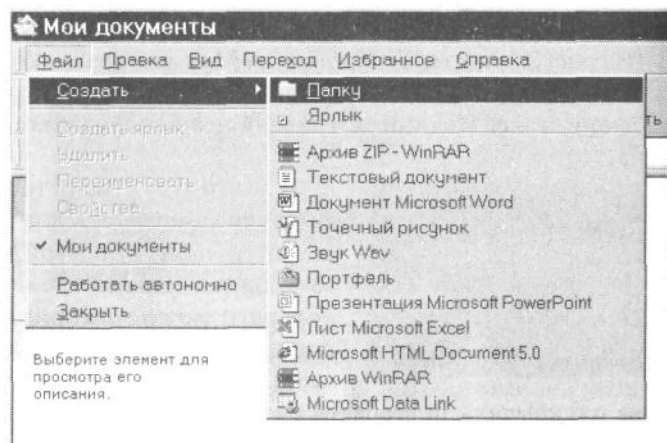 Мои документы
Файл Правка Вид Переход Избранное Справка
Создать
Создать ярлык
Удалить
Переименовать
Свойства
Мои документы
Работать автономно
Закрыть
Папку
Ярлык
Архив ZIP - WinRAR
Текстовый документ
Документ Microsoft Word
Точечный рисунок
Звук Wav
Портфель
Презентация Microsoft PowerPoint
Лист Microsoft Excel
Microsoft HTML Document 5.0
Архив WinRAR
Microsoft Data Link
ть
Выберите элемент для
просмотра его
описания.